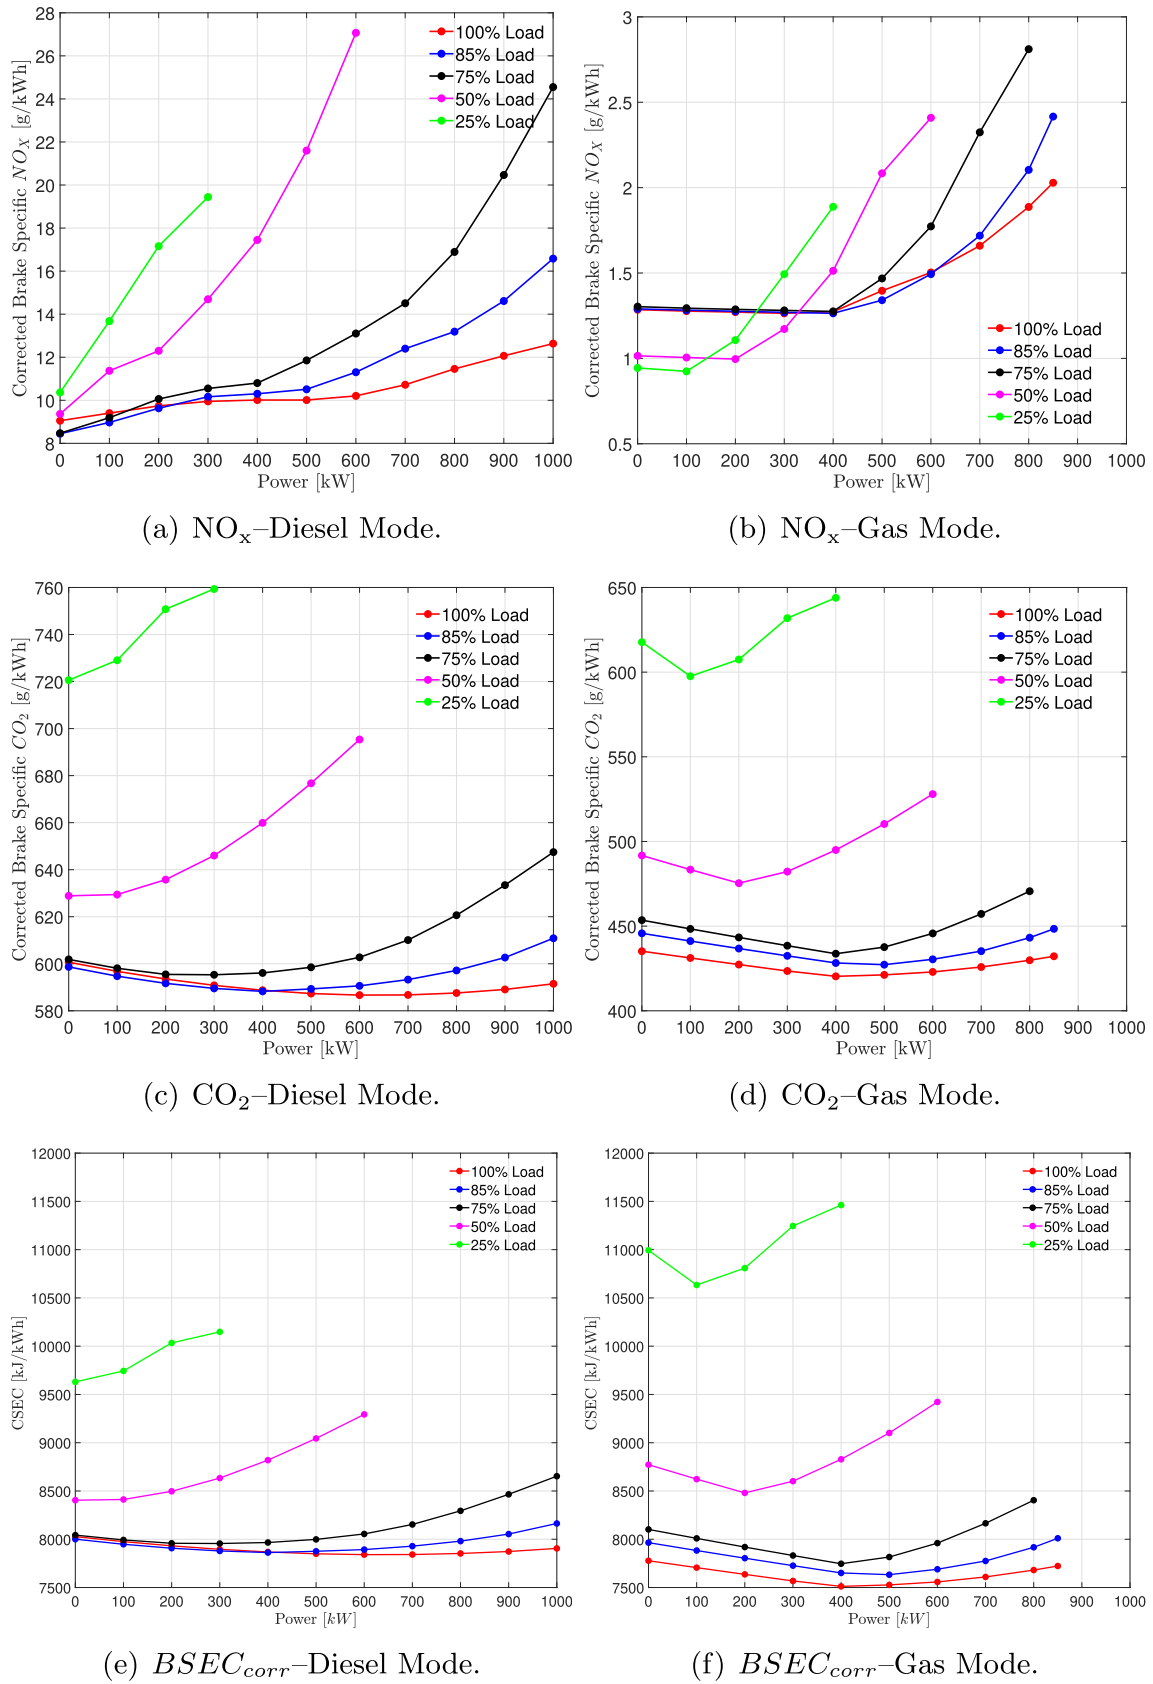 28
26
24
22
20
18
16
14
12
10
8
Corrected Brake Specific NO_X [g/kWh]
100% Load
85% Load
75% Load
50% Load
25% Load
0 100 200 300 400 500 600 700 800 900 1000
Power [kW]
(a) NO_x–Diesel Mode.
3
2.5
2
1.5
1
0.5
Corrected Brake Specific NO_X [g/kWh]
100% Load
85% Load
75% Load
50% Load
25% Load
0 100 200 300 400 500 600 700 800 900 1000
Power [kW]
(b) NO_x–Gas Mode.
760
740
720
700
680
660
640
620
600
580
Corrected Brake Specific CO_2 [g/kWh]
100% Load
85% Load
75% Load
50% Load
25% Load
0 100 200 300 400 500 600 700 800 900 1000
Power [kW]
(c) CO_2–Diesel Mode.
650
600
550
500
450
400
Corrected Brake Specific CO_2 [g/kWh]
100% Load
85% Load
75% Load
50% Load
25% Load
0 100 200 300 400 500 600 700 800 900 1000
Power [kW]
(d) CO_2–Gas Mode.
12000
11500
11000
10500
10000
9500
9000
8500
8000
7500
CSEC [kJ/kWh]
100% Load
85% Load
75% Load
50% Load
25% Load
0 100 200 300 400 500 600 700 800 900 1000
Power [kW]
(e) BSEC_corr–Diesel Mode.
12000
11500
11000
10500
10000
9500
9000
8500
8000
7500
CSEC [kJ/kWh]
100% Load
85% Load
75% Load
50% Load
25% Load
0 100 200 300 400 500 600 700 800 900 1000
Power [kW]
(f) BSEC_corr–Gas Mode.